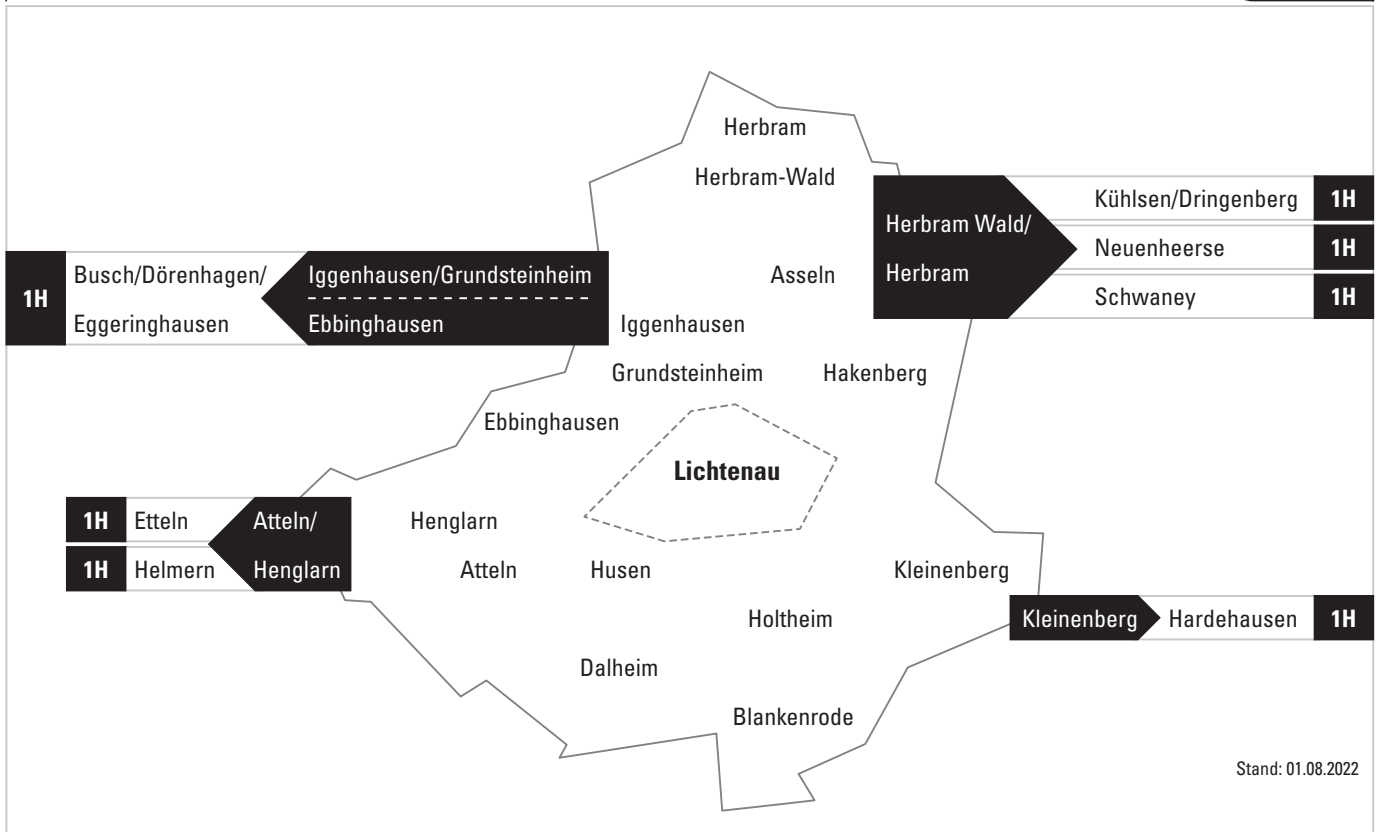 Herbram
Herbram-Wald
Herbram Wald/
Herbram
Kühlsen/Dringenberg 1H
Neuenheerse 1H
Schwaney 1H
1H
Busch/Dörenhagen/
Eggeringhausen
Iggenhausen/Grundsteinheim
Ebbinghausen
Asseln
Iggenhausen
Grundsteinheim
Hakenberg
Ebbinghausen
Lichtenau
1H Etteln
1H Helmern
Atteln/
Henglarn
Henglarn
Atteln
Husen
Kleinenberg
Kleinenberg Hardehausen 1H
Holtheim
Dalheim
Blankenrode
Stand: 01.08.2022